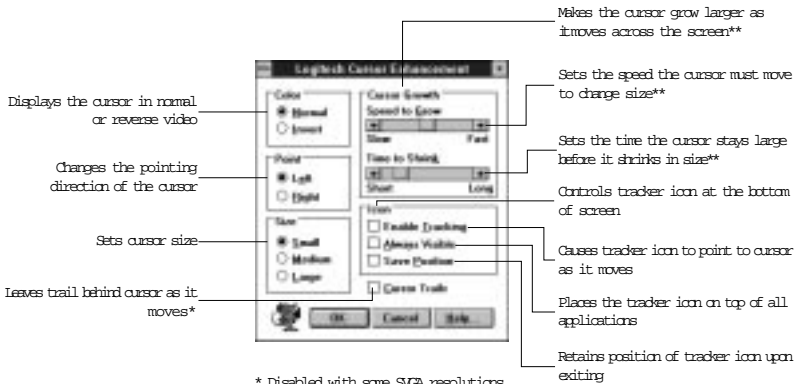 Makes the cursor grow larger as
itmoves across the screen**
Logitech Cursor Enhancement
Displays the cursor in normal
or reverse video
Color
Normal
Invert
Cursor Growth
Speed to Grow
Slow Fast
Sets the speed the cursor must move
to change size**
Time to Shrink
Short Long
Sets the time the cursor stays large
before it shrinks in size**
Changes the pointing
direction of the cursor
Point
Left
Right
Controls tracker icon at the bottom
of screen
Icon
Enable Tracking
Always Visible
Save Position
Sets cursor size
Size
Small
Medium
Large
Causes tracker icon to point to cursor
as it moves
Leaves trail behind cursor as it
moves*
Cursor Trails
Places the tracker icon on top of all
applications
OK Cancel Help...
Retains position of tracker icon upon
exiting
* Disabled with some SVGA resolutions